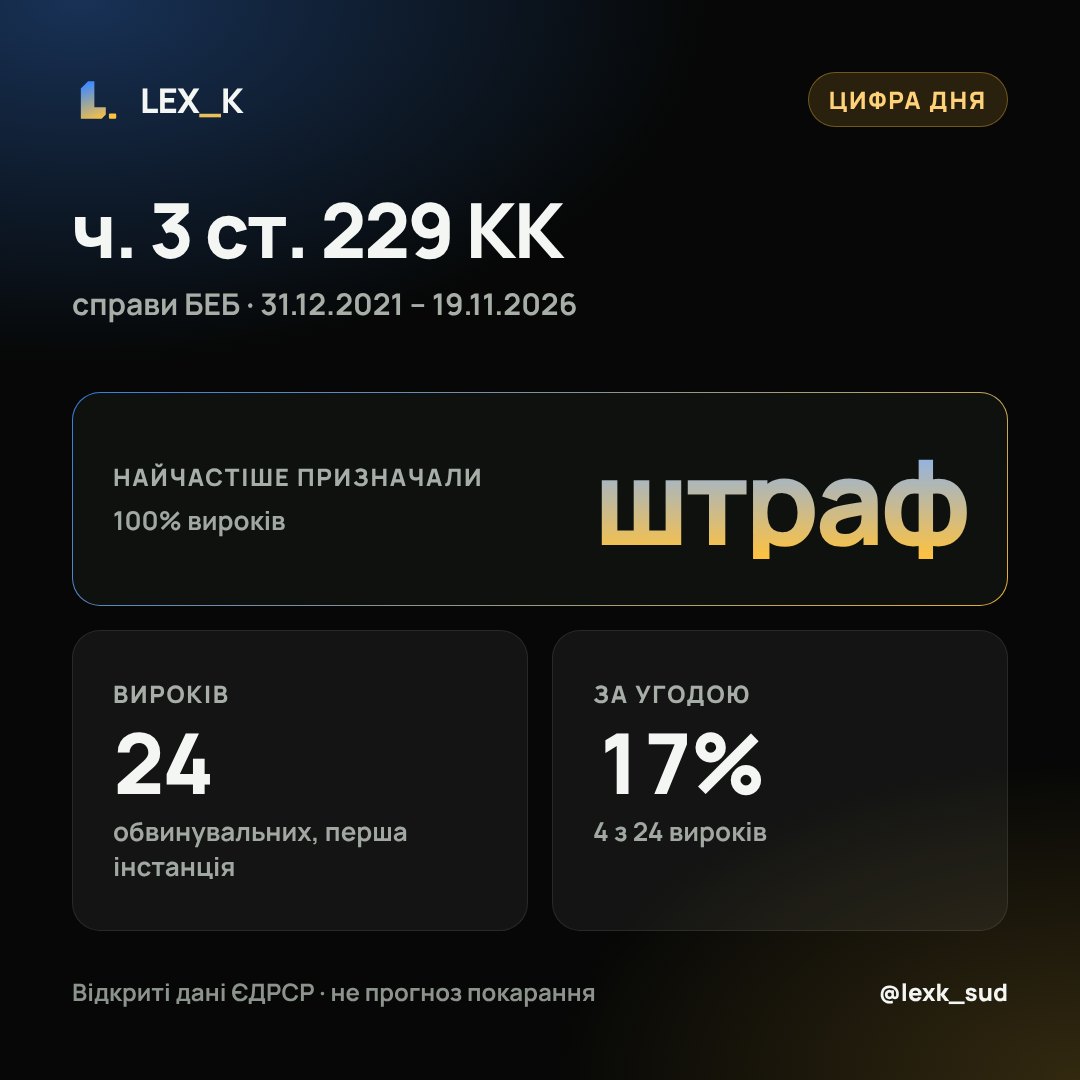 LEX_K
ЦИФРА ДНЯ
ч. 3 ст. 229 КК
справи БЕБ · 31.12.2021 – 19.11.2026
НАЙЧАСТІШЕ ПРИЗНАЧАЛИ
100% вироків
штраф
ВИРОКІВ
24
обвинувальних, перша
інстанція
ЗА УГОДОЮ
17%
4 з 24 вироків
Відкриті дані ЄДРСР · не прогноз покарання
@lexk_sud